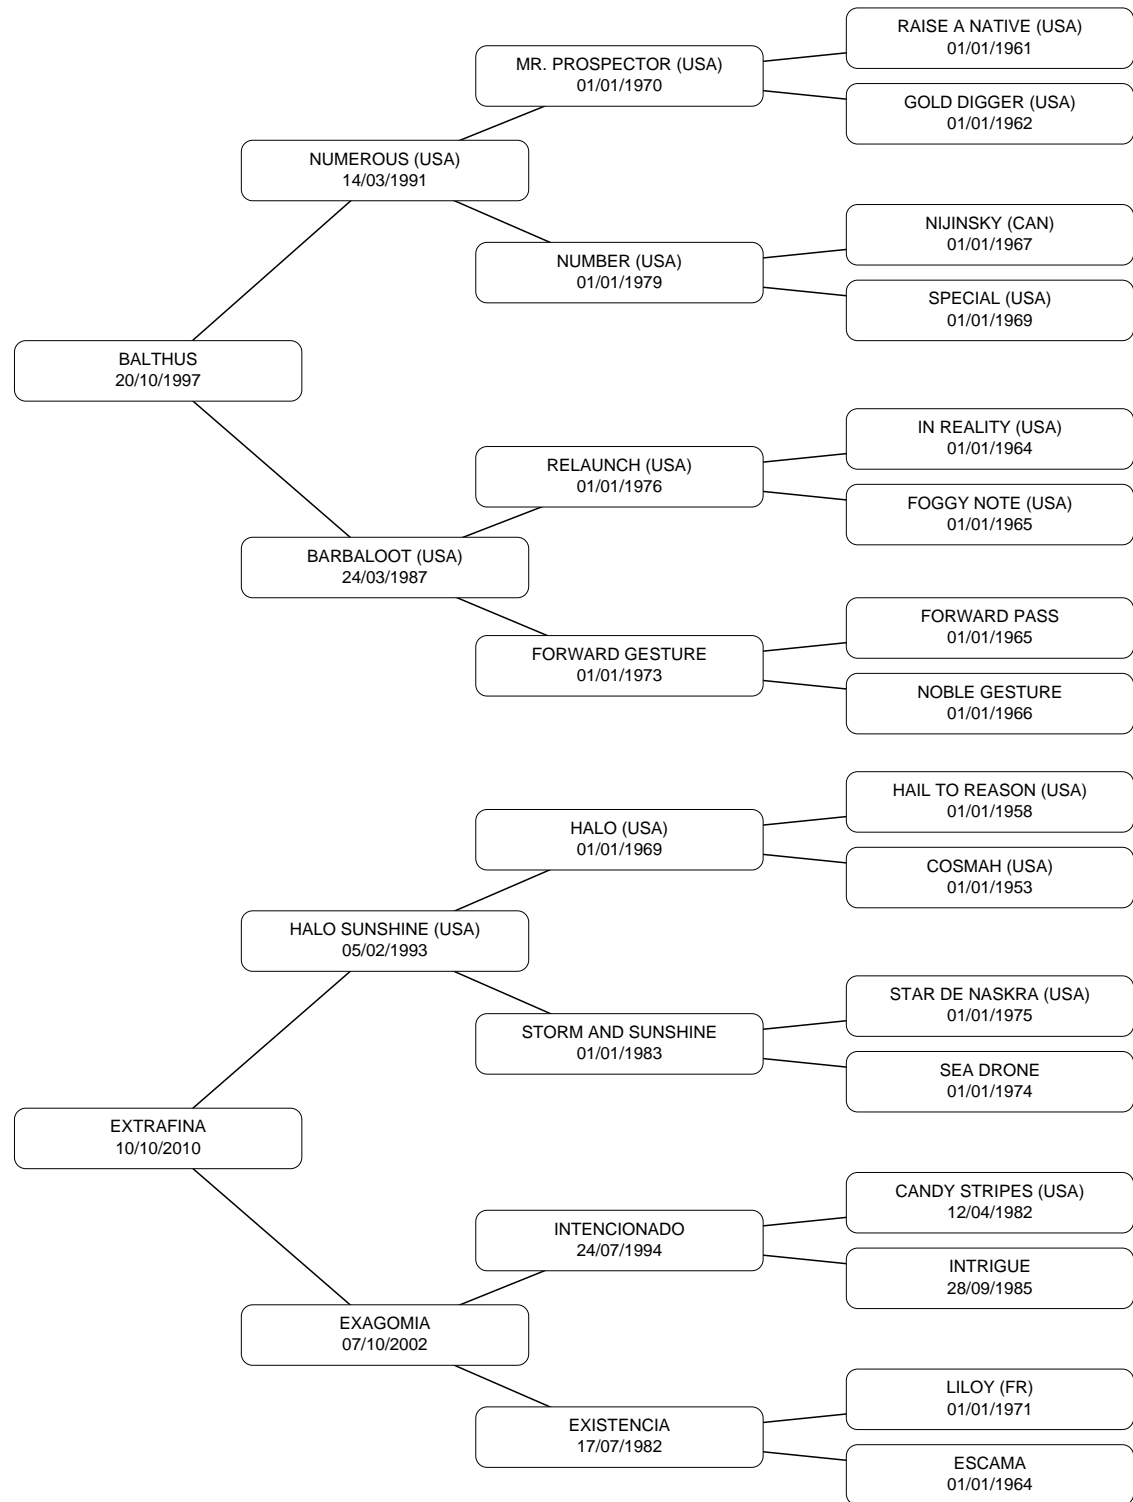 RAISE A NATIVE (USA)
01/01/1961
MR. PROSPECTOR (USA)
01/01/1970
GOLD DIGGER (USA)
01/01/1962
NUMEROUS (USA)
14/03/1991
NIJINSKY (CAN)
01/01/1967
NUMBER (USA)
01/01/1979
SPECIAL (USA)
01/01/1969
BALTHUS
20/10/1997
IN REALITY (USA)
01/01/1964
RELAUNCH (USA)
01/01/1976
FOGGY NOTE (USA)
01/01/1965
BARBALOOT (USA)
24/03/1987
FORWARD PASS
01/01/1965
FORWARD GESTURE
01/01/1973
NOBLE GESTURE
01/01/1966
HAIL TO REASON (USA)
01/01/1958
HALO (USA)
01/01/1969
COSMAH (USA)
01/01/1953
HALO SUNSHINE (USA)
05/02/1993
STAR DE NASKRA (USA)
01/01/1975
STORM AND SUNSHINE
01/01/1983
SEA DRONE
01/01/1974
EXTRAFINA
10/10/2010
CANDY STRIPES (USA)
12/04/1982
INTENCIONADO
24/07/1994
INTRIGUE
28/09/1985
EXAGOMIA
07/10/2002
LILOY (FR)
01/01/1971
EXISTENCIA
17/07/1982
ESCAMA
01/01/1964